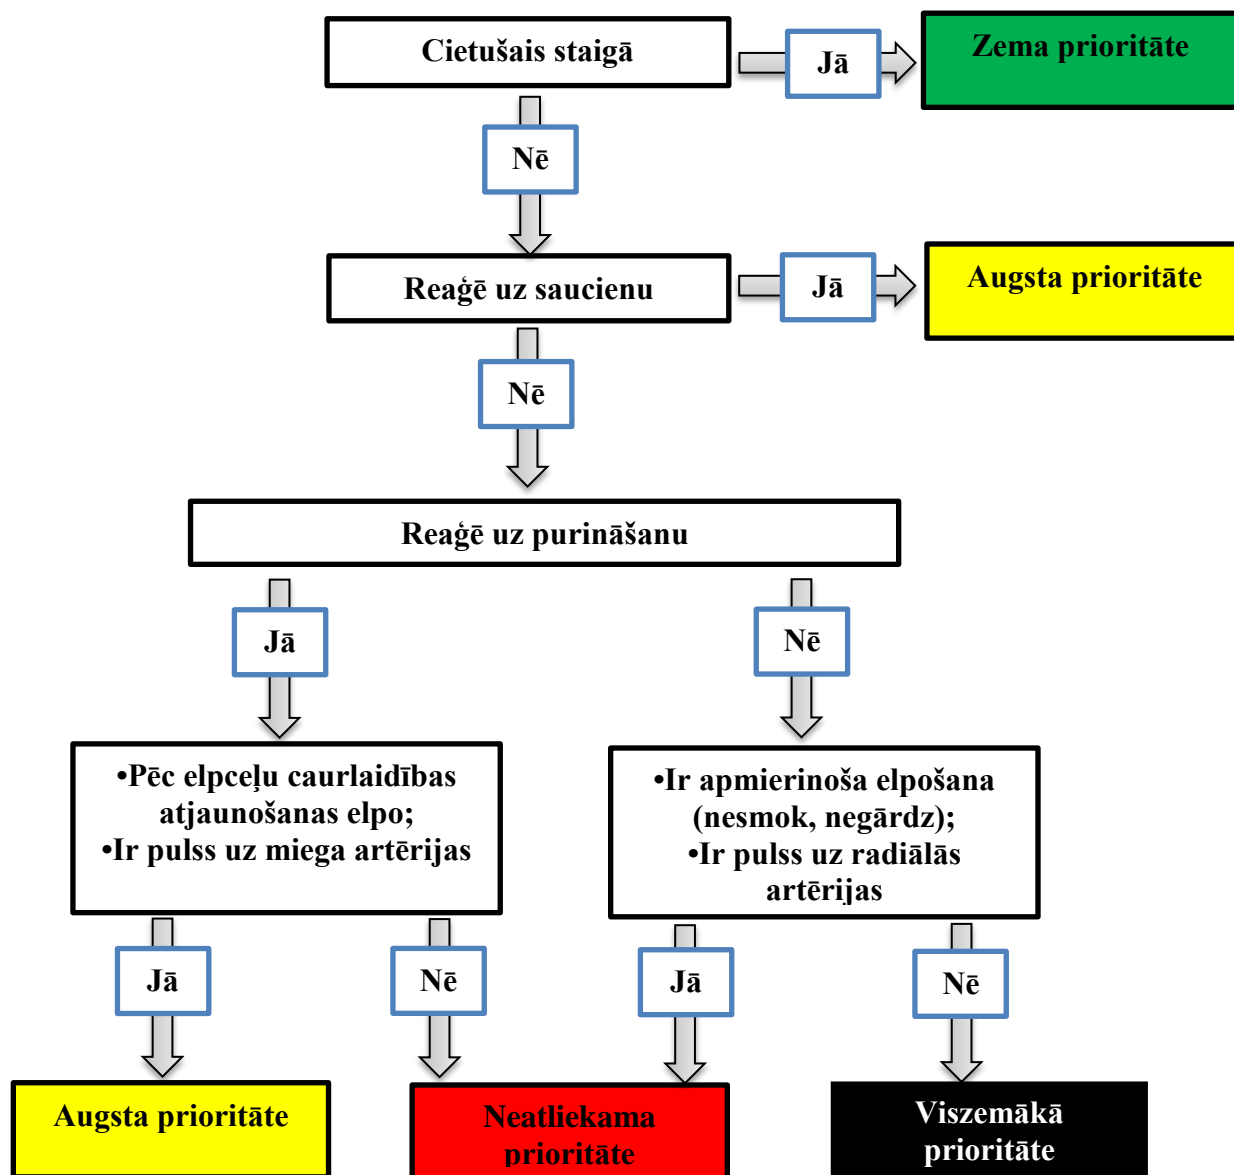 Cietušais staigā
Jā
Zema prioritāte
Nē
Reaģē uz saucienu
Jā
Augsta prioritāte
Nē
Reaģē uz purināšanu
Jā
Nē
•Pēc elpceļu caurlaidības
atjaunošanas elpo;
•Ir pulss uz miega artērijas
•Ir apmierinoša elpošana
(nesmok, negārdz);
•Ir pulss uz radiālās
artērijas
Jā
Nē
Jā
Nē
Augsta prioritāte
Neatliekama
prioritāte
Viszemākā
prioritāte